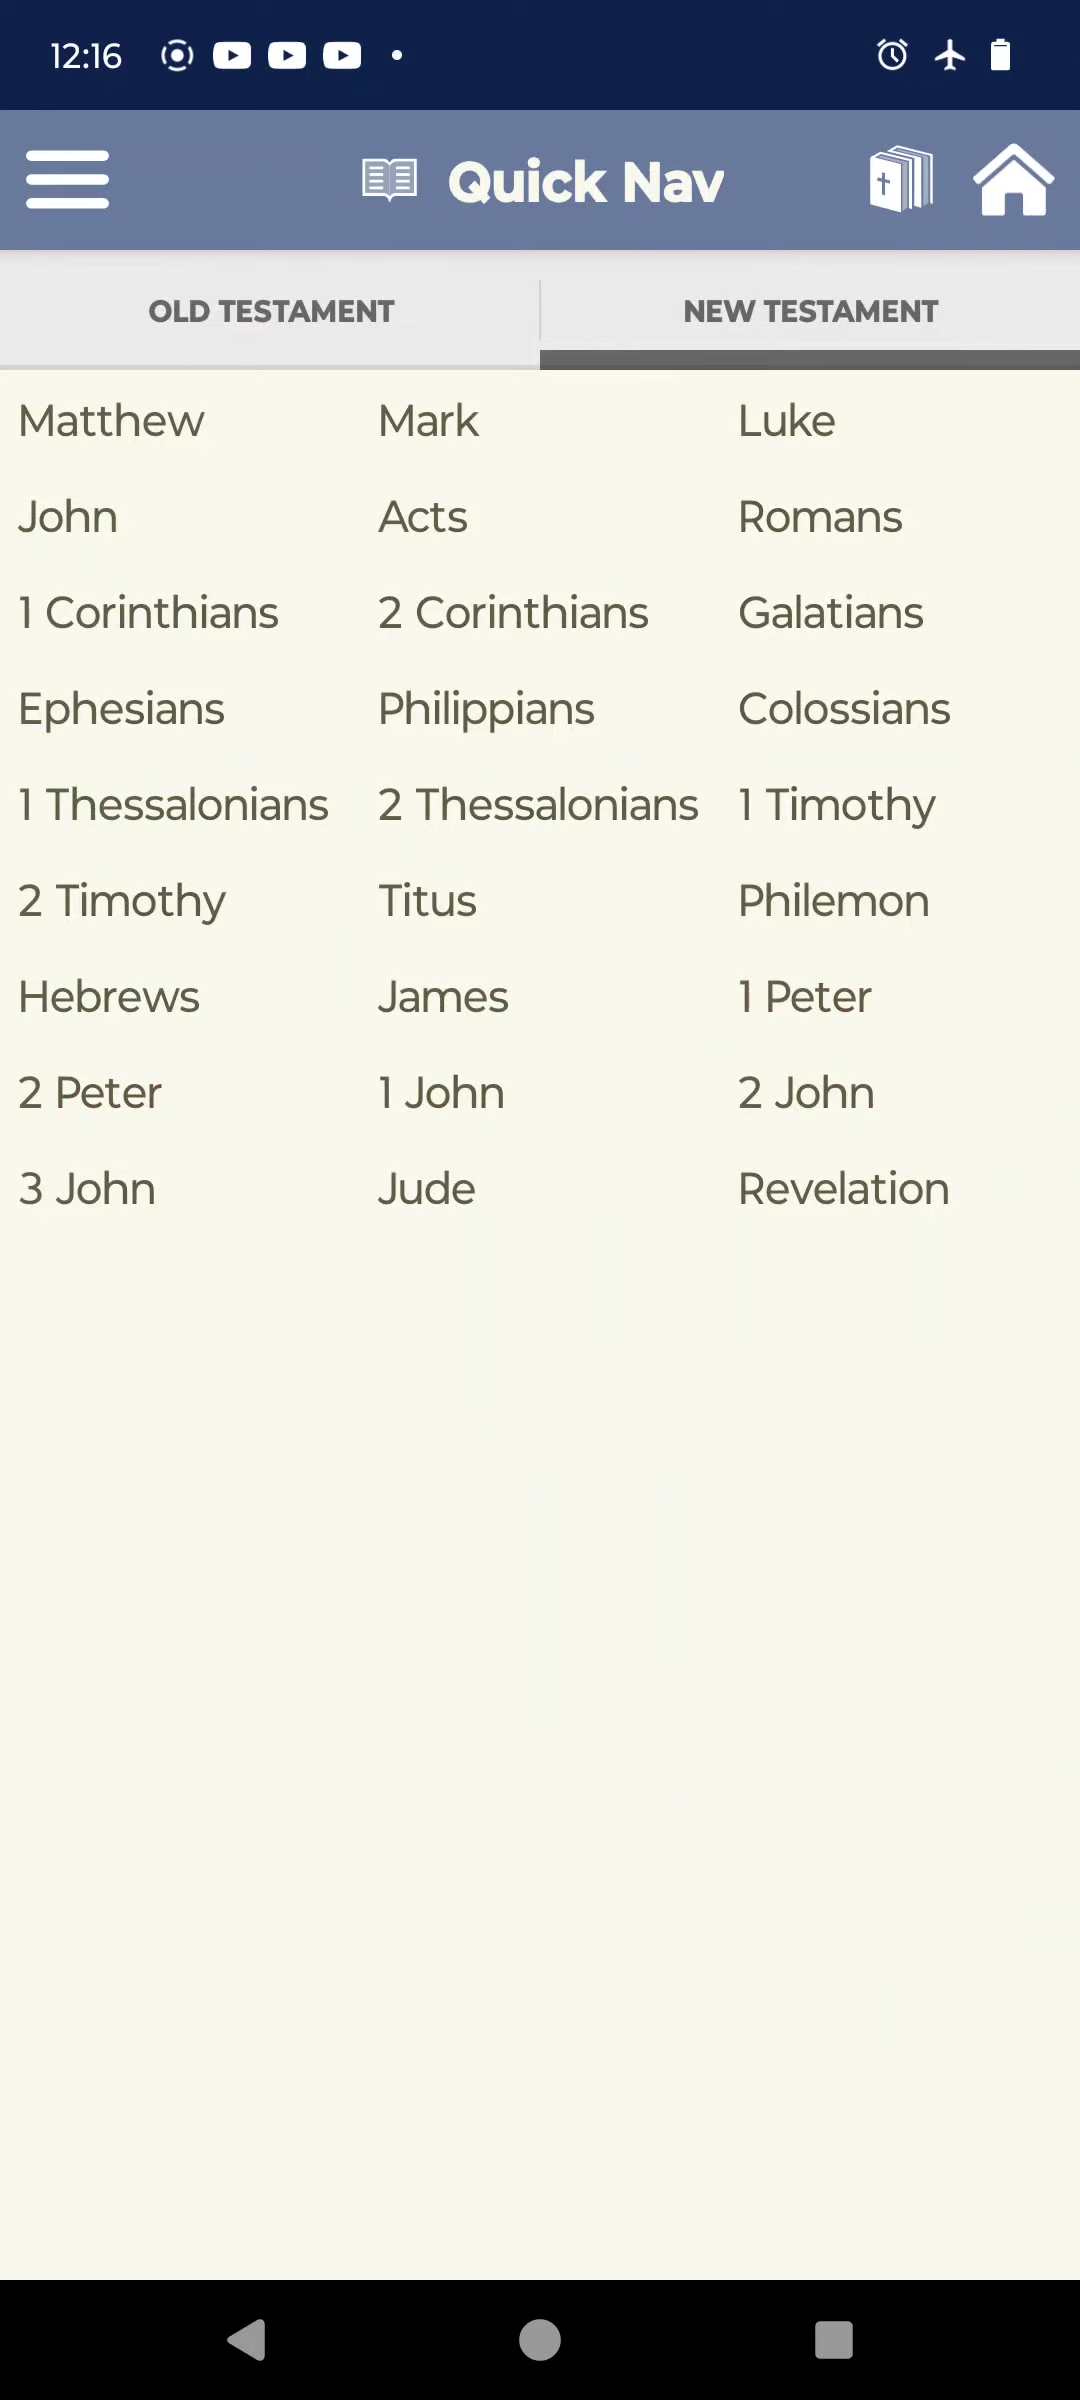 12:16
Quick Nav
OLD TESTAMENT NEW TESTAMENT
Matthew Mark Luke
John Acts Romans
1 Corinthians 2 Corinthians Galatians
Ephesians Philippians Colossians
1 Thessalonians 2 Thessalonians 1 Timothy
2 Timothy Titus Philemon
Hebrews James 1 Peter
2 Peter 1 John 2 John
3 John Jude Revelation